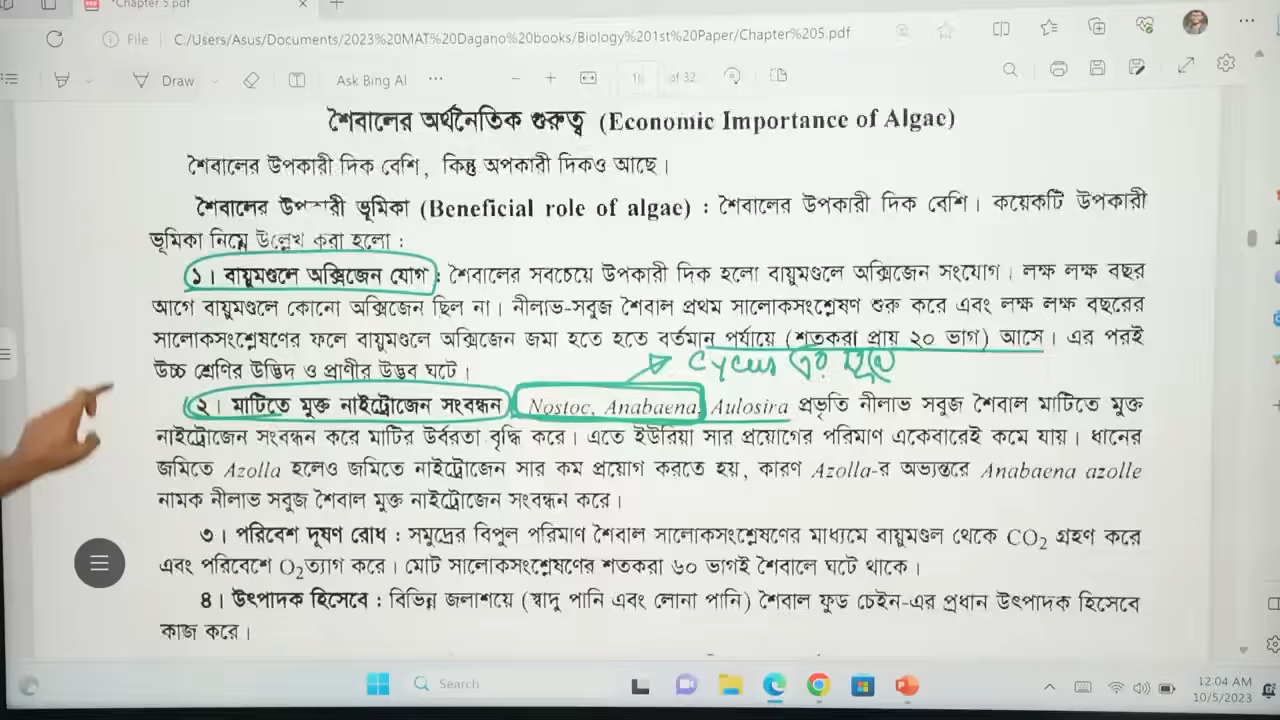 *Chapter 5.pdf
File C:/Users/Asus/Documents/2023%20MAT%20Dagano%20books/Biology%201st%20Paper/Chapter%205.pdf
Draw Ask Bing AI of 32
শৈবালের অর্থনৈতিক গুরুত্ব (Economic Importance of Algae)
শৈবালের উপকারী দিক বেশি, কিন্তু অপকারী দিকও আছে।
শৈবালের উপকারী ভূমিকা (Beneficial role of algae) : শৈবালের উপকারী দিক বেশি। কয়েকটি উপকারী
ভূমিকা নিম্নে উল্লেখ করা হলো :
১। বায়ুমণ্ডলে অক্সিজেন যোগ : শৈবালের সবচেয়ে উপকারী দিক হলো বায়ুমণ্ডলে অক্সিজেন সংযোগ। লক্ষ লক্ষ বছর
আগে বায়ুমণ্ডলে কোনো অক্সিজেন ছিল না। নীলাভ-সবুজ শৈবাল প্রথম সালোকসংশ্লেষণ শুরু করে এবং লক্ষ লক্ষ বছরের
সালোকসংশ্লেষণের ফলে বায়ুমণ্ডলে অক্সিজেন জমা হতে হতে বর্তমান পর্যায়ে (শতকরা প্রায় ২০ ভাগ) আসে। এর পরই
উচ্চ শ্রেণির উদ্ভিদ ও প্রাণীর উদ্ভব ঘটে।
Cycus এর মূলে
২। মাটিতে মুক্ত নাইট্রোজেন সংবন্ধন Nostoc, Anabaena, Aulosira প্রভৃতি নীলাভ সবুজ শৈবাল মাটিতে মুক্ত
নাইট্রোজেন সংবন্ধন করে মাটির উর্বরতা বৃদ্ধি করে। এতে ইউরিয়া সার প্রয়োগের পরিমাণ একেবারেই কমে যায়। ধানের
জমিতে Azolla হলেও জমিতে নাইট্রোজেন সার কম প্রয়োগ করতে হয়, কারণ Azolla-র অভ্যন্তরে Anabaena azolle
নামক নীলাভ সবুজ শৈবাল মুক্ত নাইট্রোজেন সংবন্ধন করে।
৩। পরিবেশ দূষণ রোধ : সমুদ্রের বিপুল পরিমাণ শৈবাল সালোকসংশ্লেষণের মাধ্যমে বায়ুমণ্ডল থেকে CO2 গ্রহণ করে
এবং পরিবেশে O2ত্যাগ করে। মোট সালোকসংশ্লেষণের শতকরা ৬০ ভাগই শৈবালে ঘটে থাকে।
৪। উৎপাদক হিসেবে : বিভিন্ন জলাশয়ে (স্বাদু পানি এবং লোনা পানি) শৈবাল ফুড চেইন-এর প্রধান উৎপাদক হিসেবে
কাজ করে।
Search
12:04 AM
10/5/2023